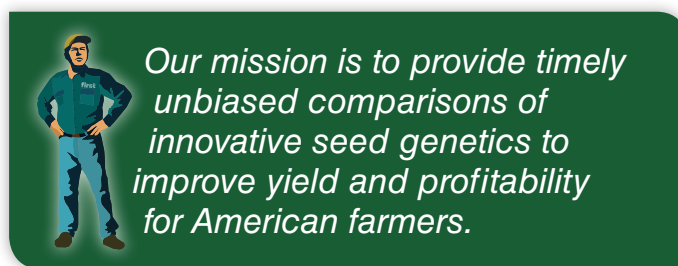 first
Our mission is to provide timely
unbiased comparisons of
innovative seed genetics to
improve yield and profitability
for American farmers.